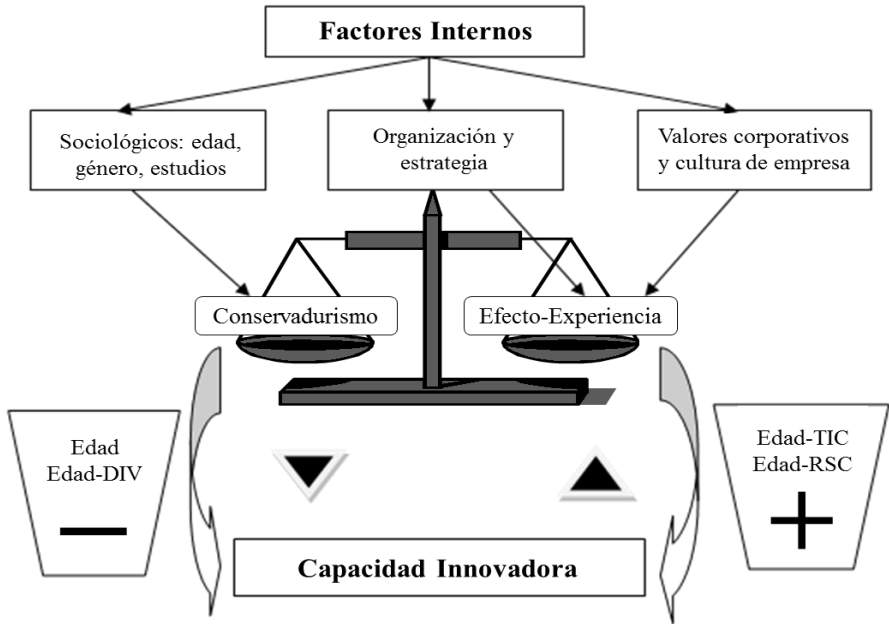 Factores Internos
Sociológicos: edad,
género, estudios
Organización y
estrategia
Valores corporativos
y cultura de empresa
Conservadurismo
Efecto-Experiencia
Edad
Edad-DIV
Edad-TIC
Edad-RSC
Capacidad Innovadora